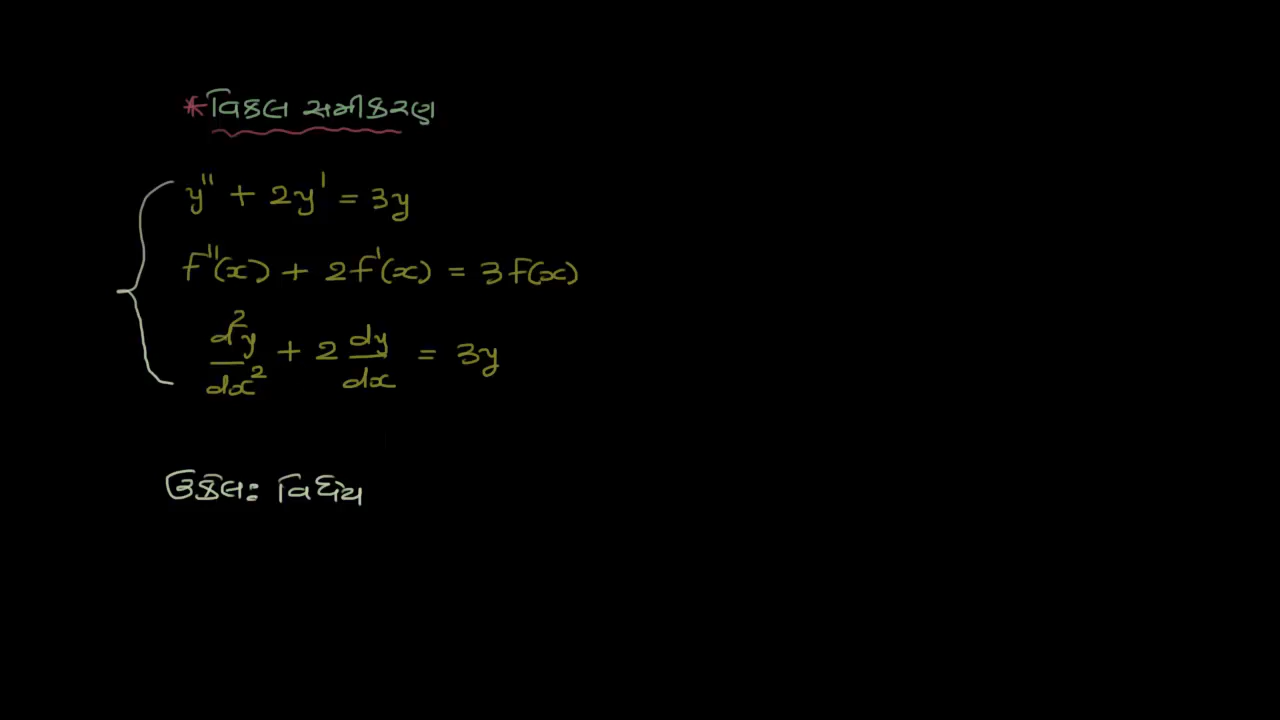 *વિકલ સમીકરણ
y'' + 2y' = 3y
f''(x) + 2f'(x) = 3f(x)
d²y/dx² + 2 dy/dx = 3y
ઉકેલ: વિધેય